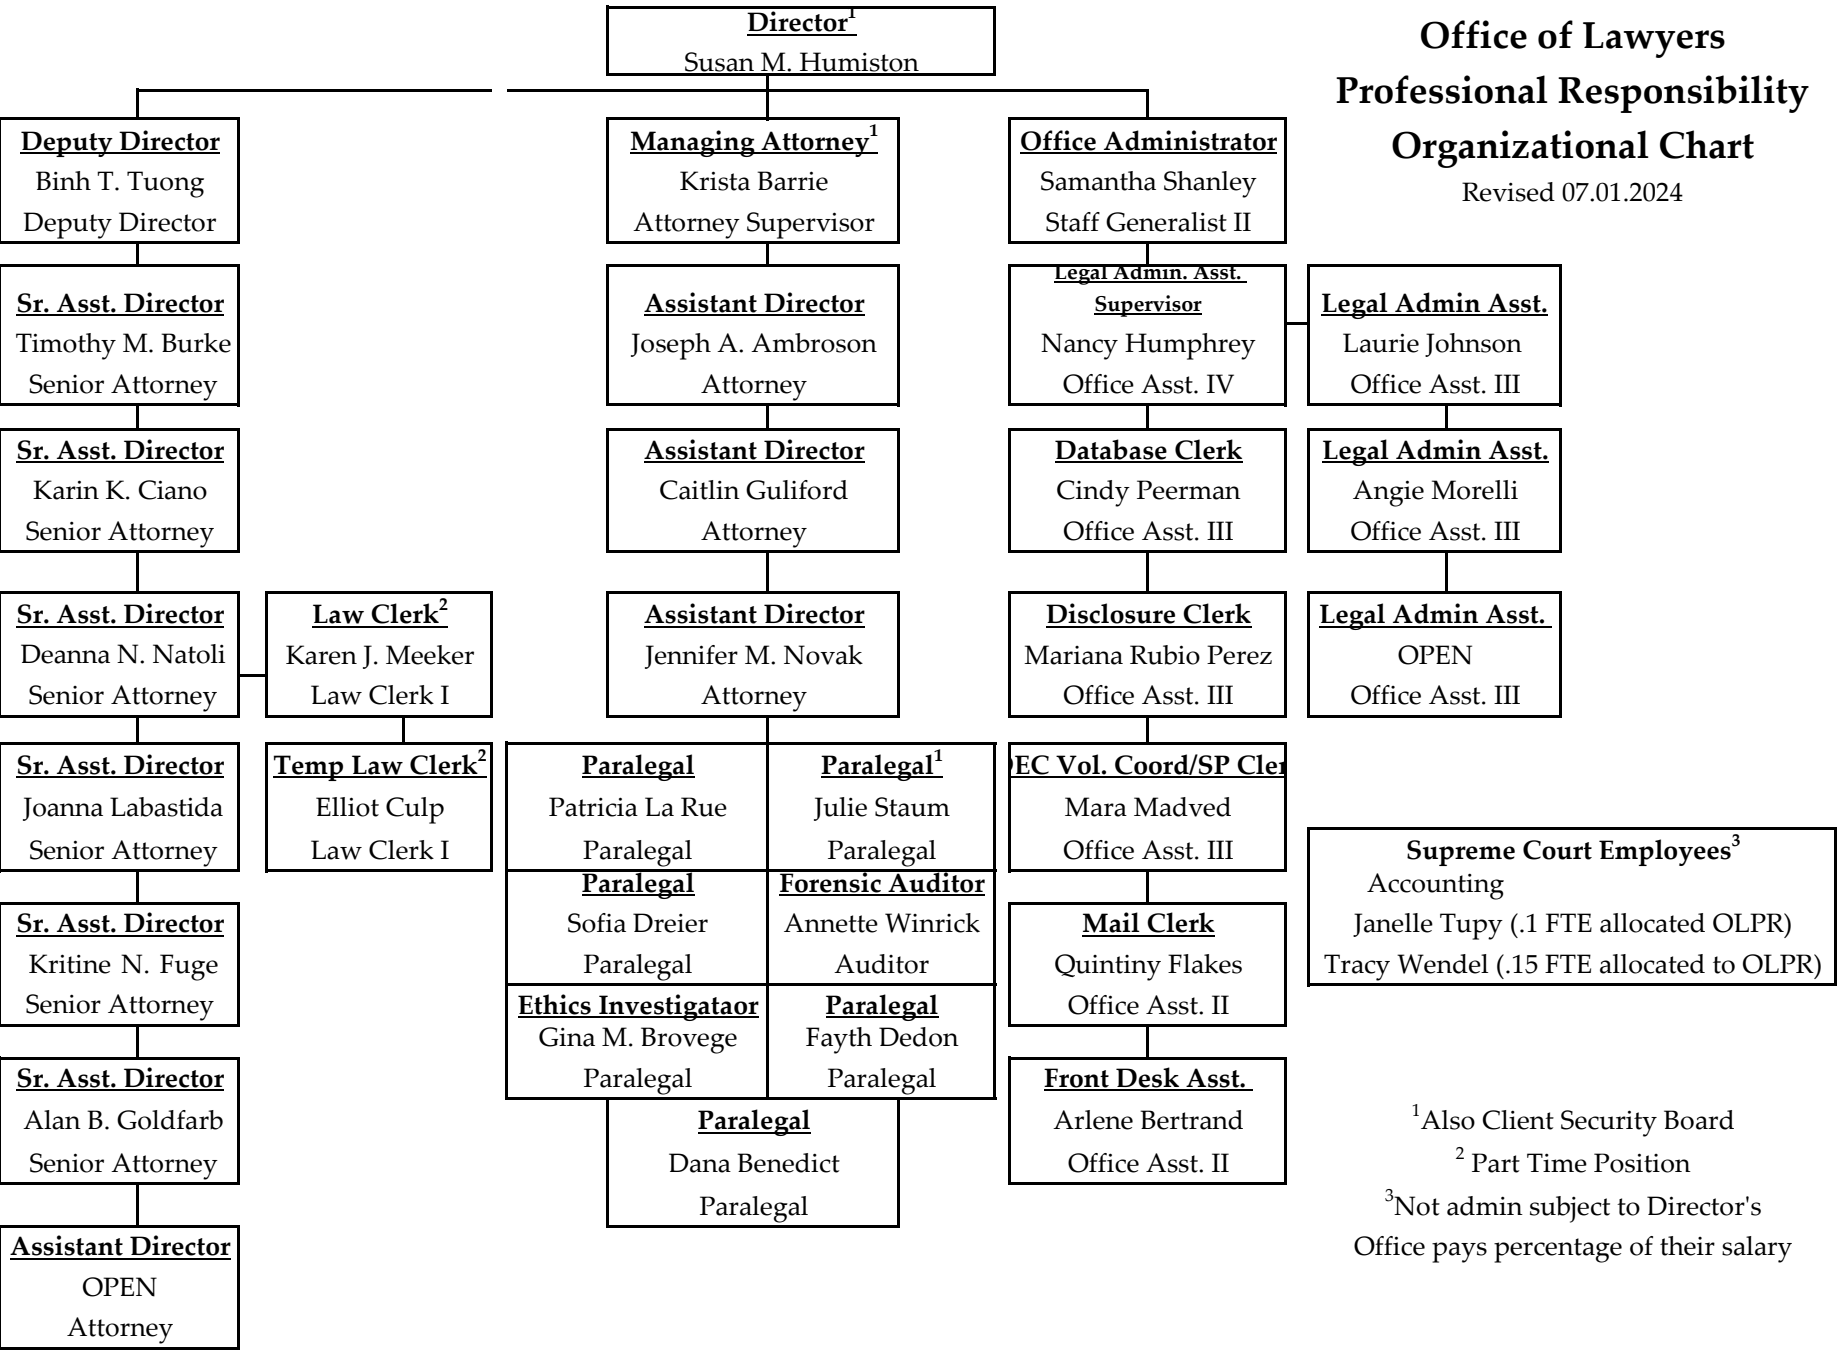 Director¹
Susan M. Humiston
Office of Lawyers
Professional Responsibility
Organizational Chart
Revised 07.01.2024
Deputy Director
Binh T. Tuong
Deputy Director
Managing Attorney¹
Krista Barrie
Attorney Supervisor
Office Administrator
Samantha Shanley
Staff Generalist II
Sr. Asst. Director
Timothy M. Burke
Senior Attorney
Assistant Director
Joseph A. Ambroson
Attorney
Legal Admin. Asst.
Supervisor
Nancy Humphrey
Office Asst. IV
Legal Admin Asst.
Laurie Johnson
Office Asst. III
Sr. Asst. Director
Karin K. Ciano
Senior Attorney
Assistant Director
Caitlin Guliford
Attorney
Database Clerk
Cindy Peerman
Office Asst. III
Legal Admin Asst.
Angie Morelli
Office Asst. III
Sr. Asst. Director
Deanna N. Natoli
Senior Attorney
Law Clerk²
Karen J. Meeker
Law Clerk I
Assistant Director
Jennifer M. Novak
Attorney
Disclosure Clerk
Mariana Rubio Perez
Office Asst. III
Legal Admin Asst.
OPEN
Office Asst. III
Sr. Asst. Director
Joanna Labastida
Senior Attorney
Temp Law Clerk²
Elliot Culp
Law Clerk I
Paralegal
Patricia La Rue
Paralegal
Paralegal¹
Julie Staum
Paralegal
EC Vol. Coord/SP Cler
Mara Madved
Office Asst. III
Supreme Court Employees³
Accounting
Janelle Tupy (.1 FTE allocated OLPR)
Tracy Wendel (.15 FTE allocated to OLPR)
Paralegal
Sofia Dreier
Paralegal
Forensic Auditor
Annette Winrick
Auditor
Sr. Asst. Director
Kritine N. Fuge
Senior Attorney
Mail Clerk
Quintiny Flakes
Office Asst. II
Ethics Investigataor
Gina M. Brovege
Paralegal
Paralegal
Fayth Dedon
Paralegal
Sr. Asst. Director
Alan B. Goldfarb
Senior Attorney
Front Desk Asst.
Arlene Bertrand
Office Asst. II
Paralegal
Dana Benedict
Paralegal
¹Also Client Security Board
² Part Time Position
³Not admin subject to Director's
Office pays percentage of their salary
Assistant Director
OPEN
Attorney